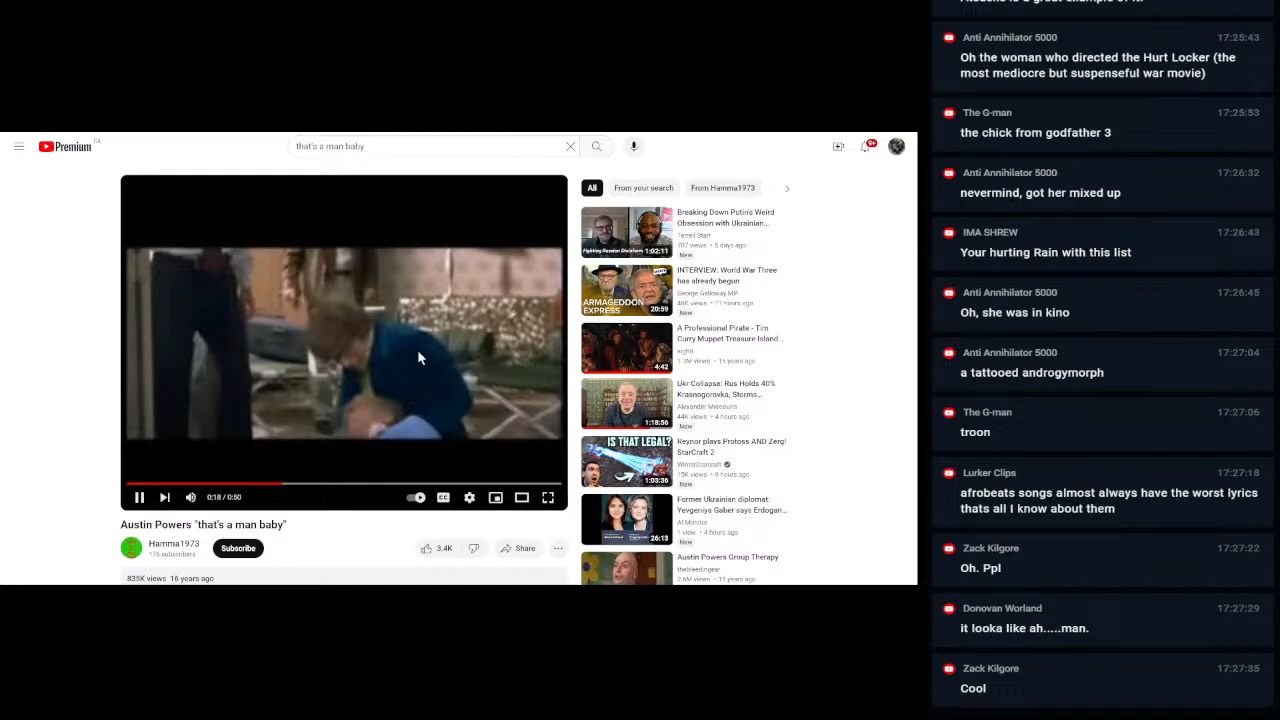 Anti Annihilator 5000 17:25:43
Oh the woman who directed the Hurt Locker (the
most mediocre but suspenseful war movie)
The G-man 17:25:53
the chick from godfather 3
Anti Annihilator 5000 17:26:32
nevermind, got her mixed up
IMA SHREW 17:26:43
Your hurting Rain with this list
Anti Annihilator 5000 17:26:45
Oh, she was in kino
Anti Annihilator 5000 17:27:04
a tattooed androgymorph
The G-man 17:27:06
troon
Lurker Clips 17:27:18
afrobeats songs almost always have the worst lyrics
thats all I know about them
Zack Kilgore 17:27:22
Oh. Ppl
Donovan Worland 17:27:29
it looka like ah.....man.
Zack Kilgore 17:27:35
Cool
Premium CA
that's a man baby
9+
0:18 / 0:50
CC
Austin Powers "that's a man baby"
Hamma1973
176 subscribers
Subscribe
3.4K
Share
835K views 16 years ago
All From your search From Hamma1973
Fighting Russian Disinform 1:02:11
Breaking Down Putin's Weird
Obsession with Ukrainian...
Terrell Starr
707 views • 5 days ago
New
ARMAGEDDON
EXPRESS
20:59
INTERVIEW: World War Three
has already begun
George Galloway MP
46K views • 11 hours ago
New
4:42
A Professional Pirate - Tim
Curry Muppet Treasure Island...
1.3M views • 15 years ago
1:18:56
Ukr Collapse: Rus Holds 40%
Krasnogorovka, Storms...
Alexander Mercouris
44K views • 4 hours ago
New
IS THAT LEGAL?
1:03:36
Reynor plays Protoss AND Zerg!
StarCraft 2
WinterStarcraft
15K views • 9 hours ago
New
26:13
Former Ukrainian diplomat:
Yevgeniya Gaber says Erdogan...
Al Monitor
1 view • 4 hours ago
New
Austin Powers Group Therapy
thebleedingear
2.6M views • 15 years ago